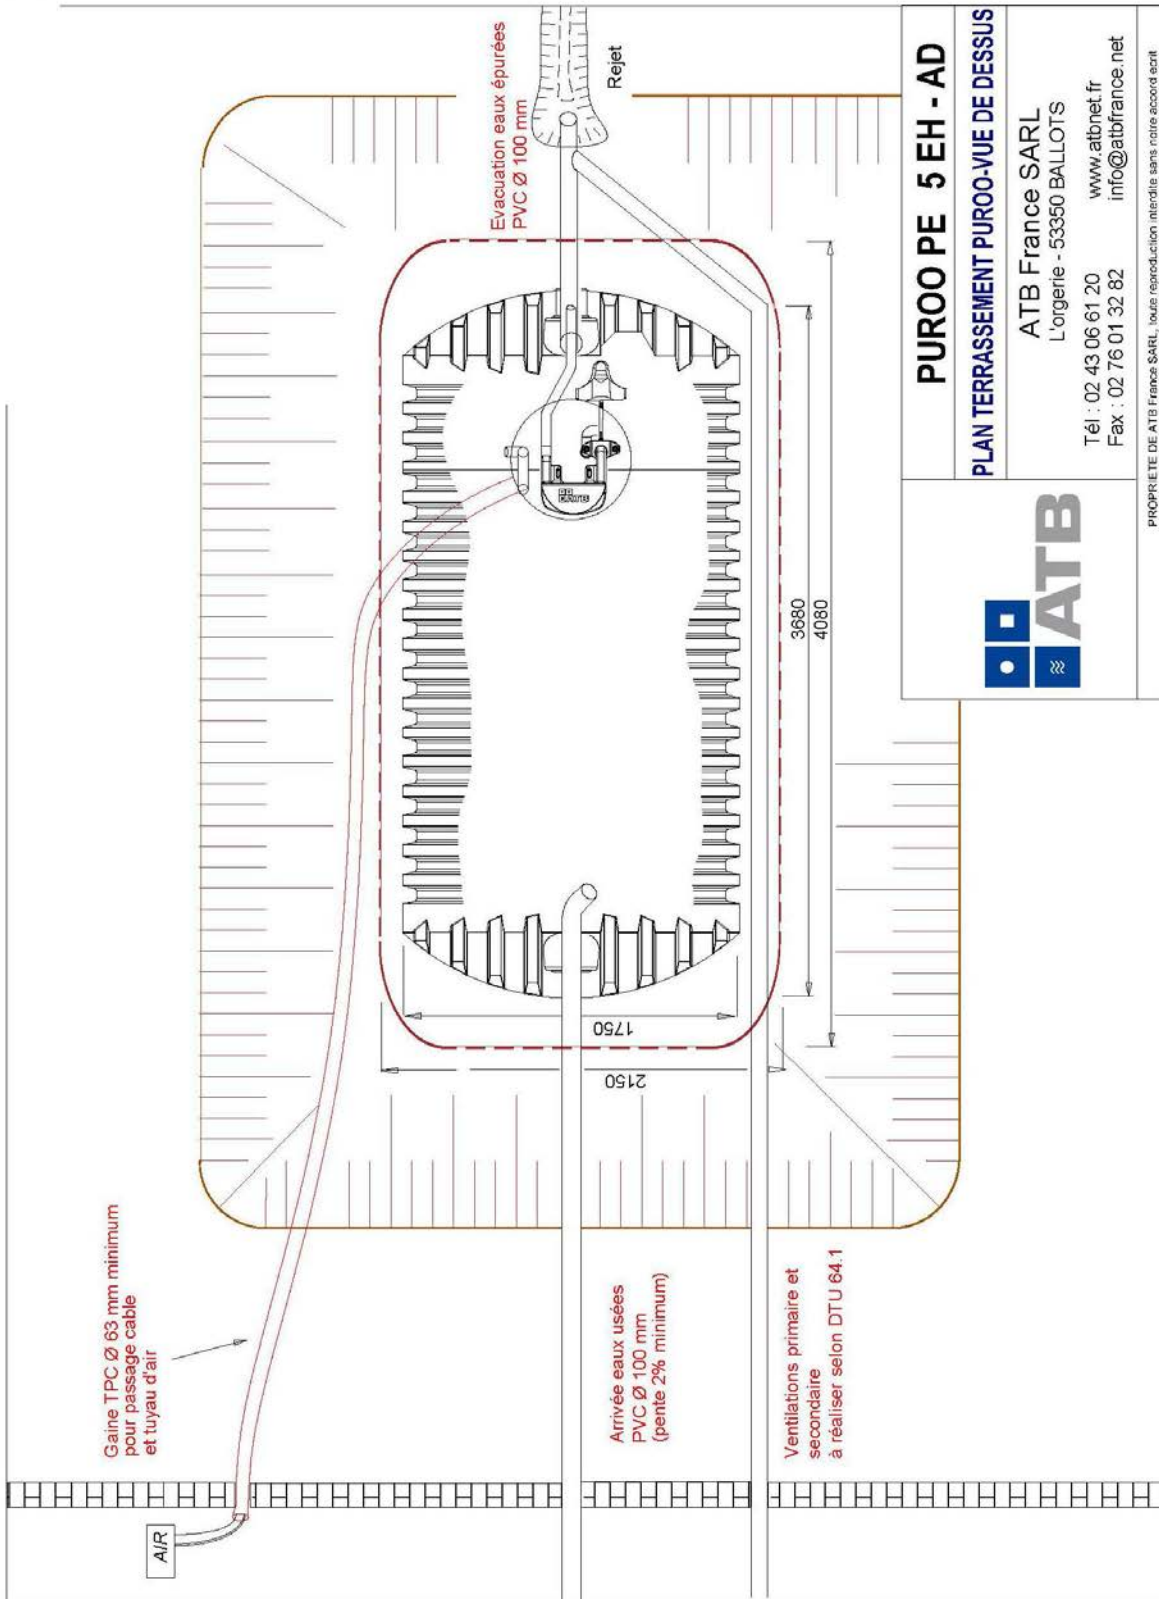 Gaine TPC Ø 63 mm minimum
pour passage cable
et tuyau d'air
AIR
Evacuation eaux épurées
PVC Ø 100 mm
Rejet
ATB
Arrivée eaux usées
PVC Ø 100 mm
(pente 2% minimum)
Ventilations primaire et
secondaire
à réaliser selon DTU 64.1
1750
2150
3680
4080
ATB
PUROO PE 5 EH - AD
PLAN TERRASSEMENT PUROO-VUE DE DESSUS
ATB France SARL
L'orgerie - 53350 BALLOTS
Tél : 02 43 06 61 20 www.atbnet.fr
Fax : 02 76 01 32 82 info@atbfrance.net
PROPRIETE DE ATB France SARL, toute reproduction interdite sans notre accord ecrit